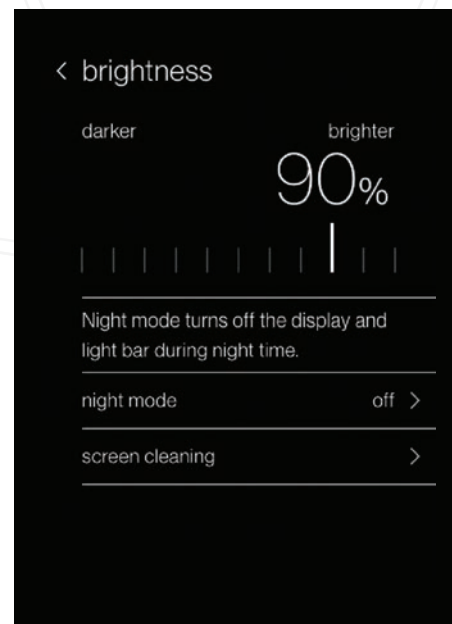 brightness
darker brighter
90%
Night mode turns off the display and
light bar during night time.
night mode off
screen cleaning